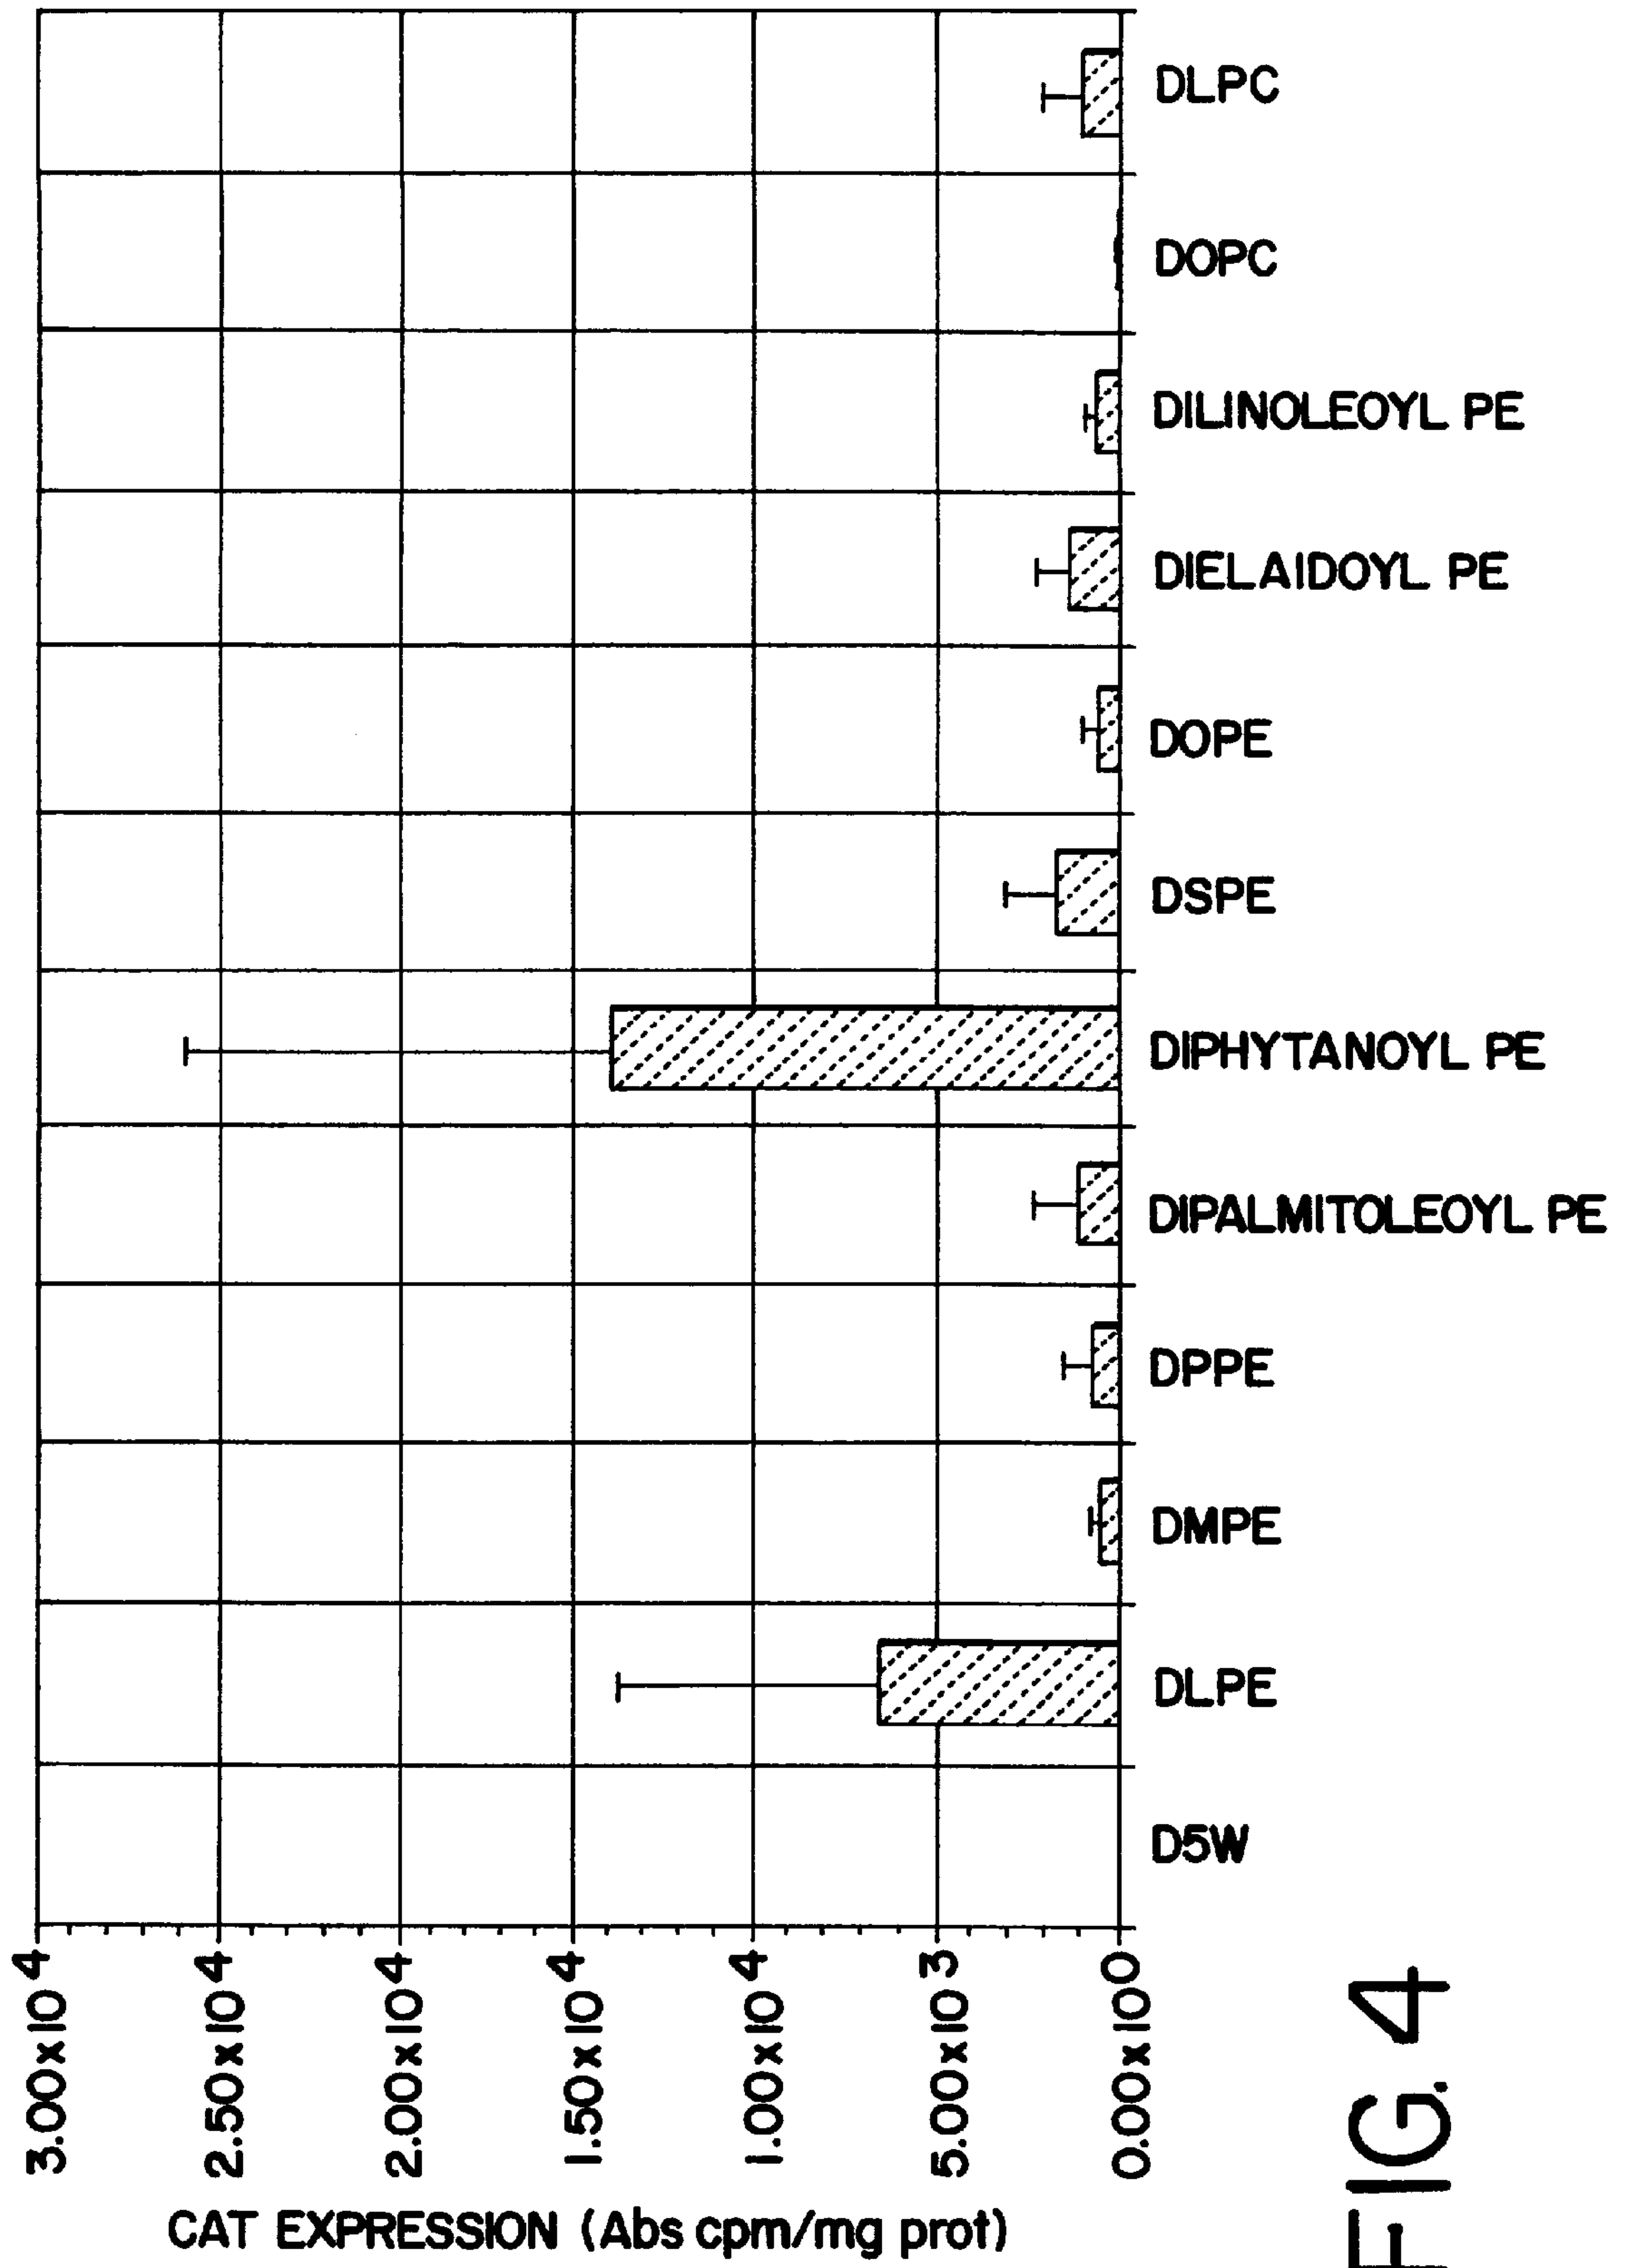 CAT EXPRESSION (Abs cpm/mg prot)
3.00x10 4
2.50x10 4
2.00x10 4
1.50x10 4
1.00x10 4
5.00x10 3
0.00x100
D5W
DLPE
DMPE
DPPE
DIPALMITOLEOYL PE
DIPHYTANOYL PE
DSPE
DOPE
DIELAIDOYL PE
DILINOLEOYL PE
DOPC
DLPC
FIG. 4